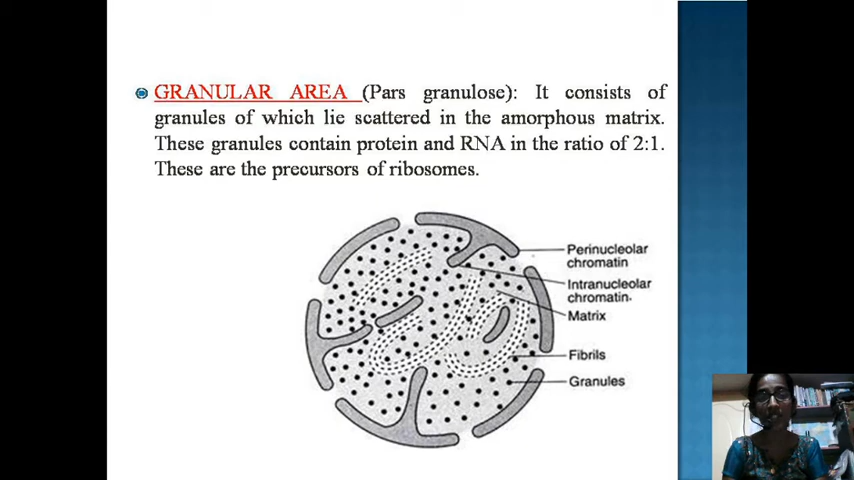 GRANULAR AREA (Pars granulose): It consists of
granules of which lie scattered in the amorphous matrix.
These granules contain protein and RNA in the ratio of 2:1.
These are the precursors of ribosomes.
Perinucleolar
chromatin
Intranucleolar
chromatin.
Matrix
Fibrils
Granules